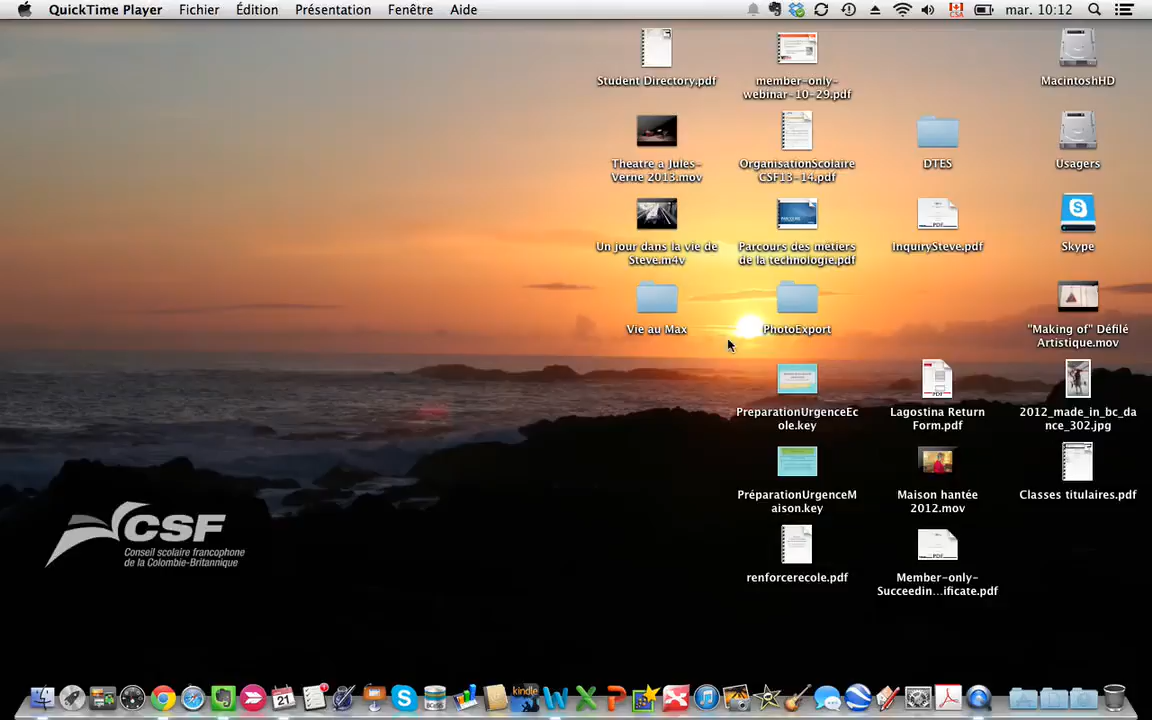 QuickTime Player Fichier Édition Présentation Fenêtre Aide mar. 10:12
Student Directory.pdf
member-only-
webinar-10-29.pdf
MacintoshHD
Theatre a Jules-
Verne 2013.mov
OrganisationScolaire
CSF13-14.pdf
DTES
Usagers
Un jour dans la vie de
Steve.m4v
Parcours des métiers
de la technologie.pdf
InquirySteve.pdf
Skype
Vie au Max
PhotoExport
"Making of" Défilé
Artistique.mov
PreparationUrgenceEc
ole.key
Lagostina Return
Form.pdf
2012_made_in_bc_da
nce_302.jpg
PréparationUrgenceM
aison.key
Maison hantée
2012.mov
Classes titulaires.pdf
renforcerecole.pdf
Member-only-
Succeedin...ificate.pdf
CSF
Conseil scolaire francophone
de la Colombie-Britannique
CSA
PDF
PDF
21
kindle